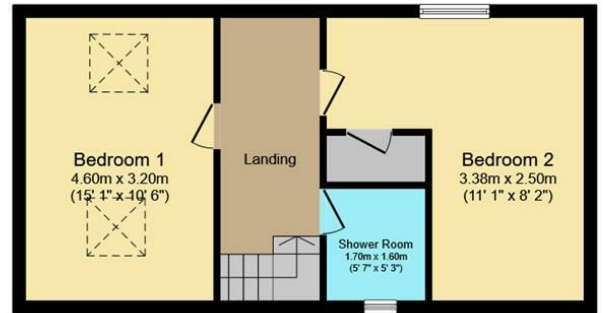 Bedroom 1
4.60m x 3.20m
(15' 1" x 10' 6")
Landing
Bedroom 2
3.38m x 2.50m
(11' 1" x 8' 2")
Shower Room
1.70m x 1.60m
(5' 7" x 5' 3")